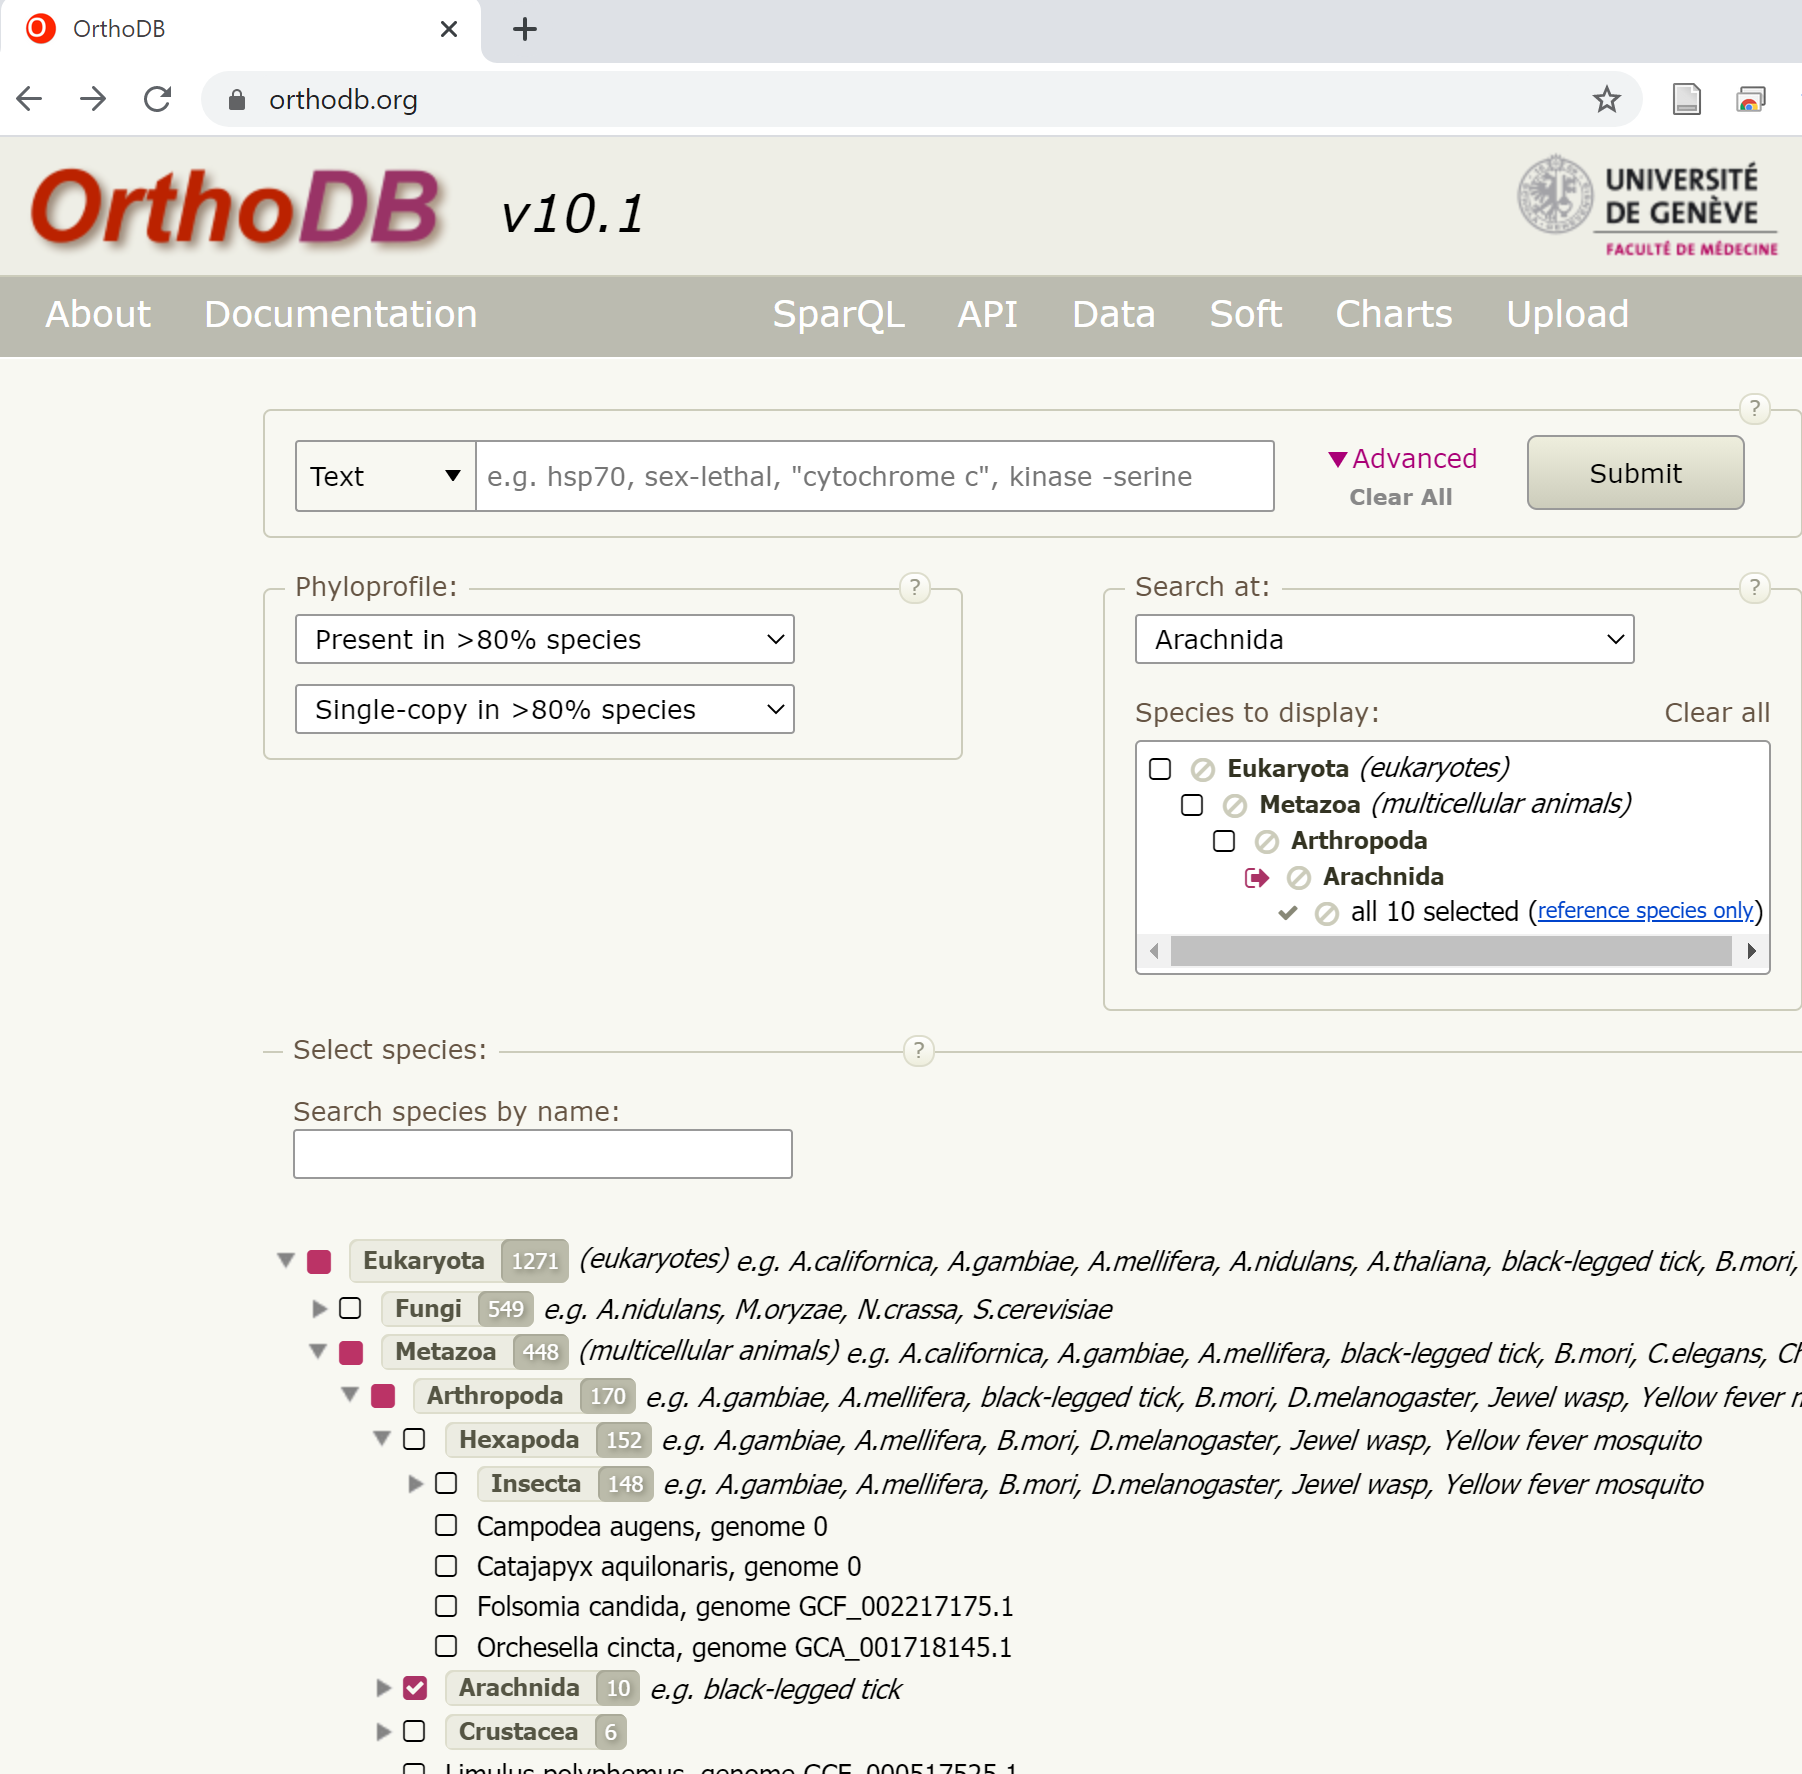 OrthoDB
orthodb.org
OrthoDB v10.1
UNIVERSITÉ
DE GENÈVE
FACULTÉ DE MÉDECINE
About Documentation SparQL API Data Soft Charts Upload
?
Text e.g. hsp70, sex-lethal, "cytochrome c", kinase -serine Advanced Submit
Clear All
Phyloprofile: ? Search at: ?
Present in >80% species Arachnida
Single-copy in >80% species Species to display: Clear all
Eukaryota (eukaryotes)
Metazoa (multicellular animals)
Arthropoda
Arachnida
all 10 selected (reference species only)
Select species: ?
Search species by name:
Eukaryota 1271 (eukaryotes) e.g. A.californica, A.gambiae, A.mellifera, A.nidulans, A.thaliana, black-legged tick, B.mori,
Fungi 549 e.g. A.nidulans, M.oryzae, N.crassa, S.cerevisiae
Metazoa 448 (multicellular animals) e.g. A.californica, A.gambiae, A.mellifera, black-legged tick, B.mori, C.elegans,
Arthropoda 170 e.g. A.gambiae, A.mellifera, black-legged tick, B.mori, D.melanogaster, Jewel wasp, Yellow fever
Hexapoda 152 e.g. A.gambiae, A.mellifera, B.mori, D.melanogaster, Jewel wasp, Yellow fever mosquito
Insecta 148 e.g. A.gambiae, A.mellifera, B.mori, D.melanogaster, Jewel wasp, Yellow fever mosquito
Campodea augens, genome 0
Catajapyx aquilonaris, genome 0
Folsomia candida, genome GCF_002217175.1
Orchesella cincta, genome GCA_001718145.1
Arachnida 10 e.g. black-legged tick
Crustacea 6
Limulus polyphemus, genome GCF_000517525.1